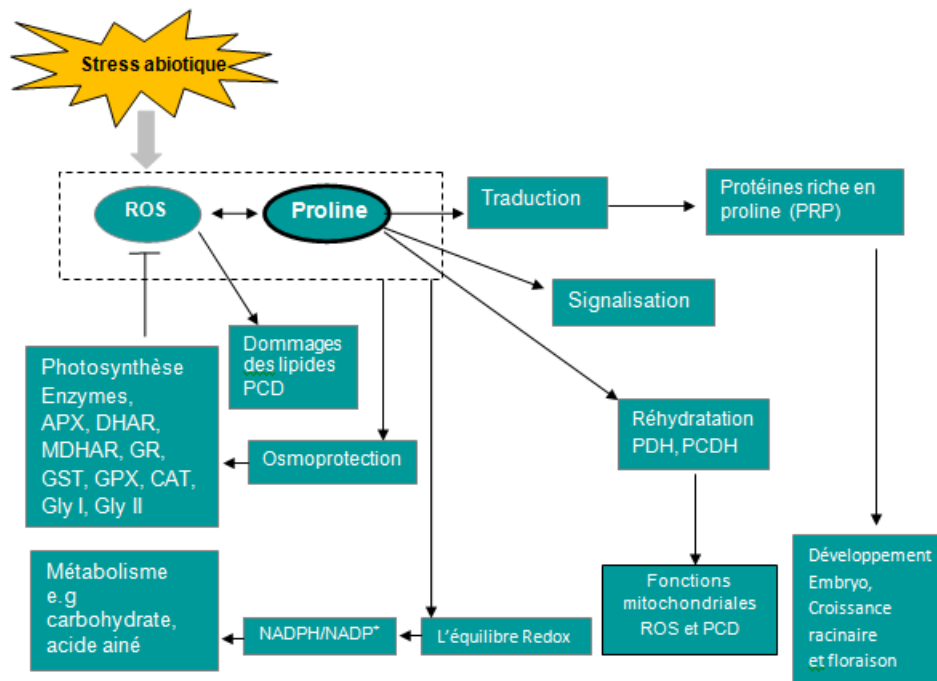 Stress abiotique
ROS
Proline
Traduction
Protéines riche en
proline (PRP)
Signalisation
Dommages
des lipides
PCD
Photosynthèse
Enzymes,
APX, DHAR,
MDHAR, GR,
GST, GPX, CAT,
Gly I, Gly II
Osmoprotection
Réhydratation
PDH, PCDH
Métabolisme
e.g
carbohydrate,
acide ainé
NADPH/NADP⁺
L'équilibre Redox
Fonctions
mitochondriales
ROS et PCD
Développement
Embryo,
Croissance
racinaire
et floraison